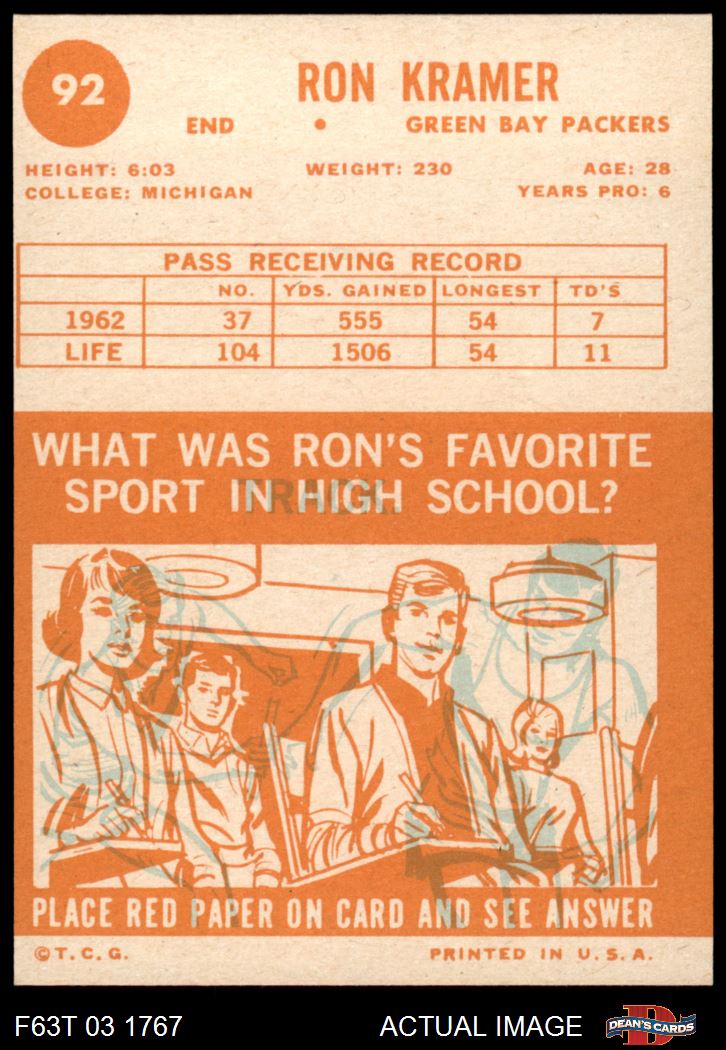 92
RON KRAMER
END • GREEN BAY PACKERS
HEIGHT: 6:03 WEIGHT: 230 AGE: 28
COLLEGE: MICHIGAN YEARS PRO: 6
PASS RECEIVING RECORD
NO. YDS. GAINED LONGEST TD'S
1962 37 555 54 7
LIFE 104 1506 54 11
WHAT WAS RON'S FAVORITE
SPORT IN HIGH SCHOOL?
TRACK.
PLACE RED PAPER ON CARD AND SEE ANSWER
©T.C.G. PRINTED IN U.S.A.
F63T 03 1767 ACTUAL IMAGE DEAN'S CARDS